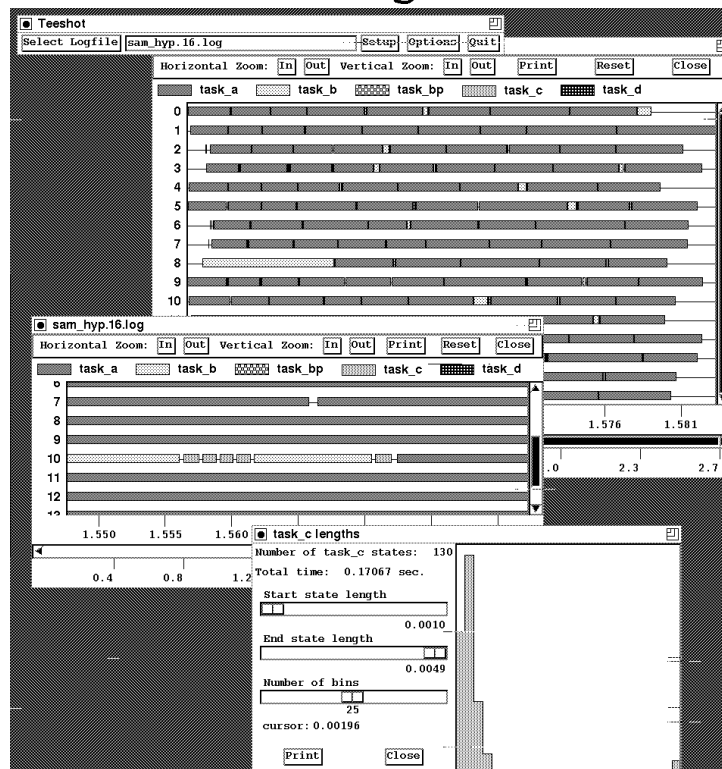 Teeshot
Select Logfile sam_hyp.16.log Setup Options Quit
Horizontal Zoom: In Out Vertical Zoom: In Out Print Reset Close
task_a task_b task_bp task_c task_d
0
1
2
3
4
5
6
7
8
9
10
1.576 1.581
.0 2.3 2.7
sam_hyp.16.log
Horizontal Zoom: In Out Vertical Zoom: In Out Print Reset Close
task_a task_b task_bp task_c task_d
6
7
8
9
10
11
12
13
1.550 1.555 1.560
0.4 0.8 1.2
task_c lengths
Number of task_c states: 130
Total time: 0.17067 sec.
Start state length
0.0010
End state length
0.0049
Number of bins
25
cursor: 0.00196
Print Close